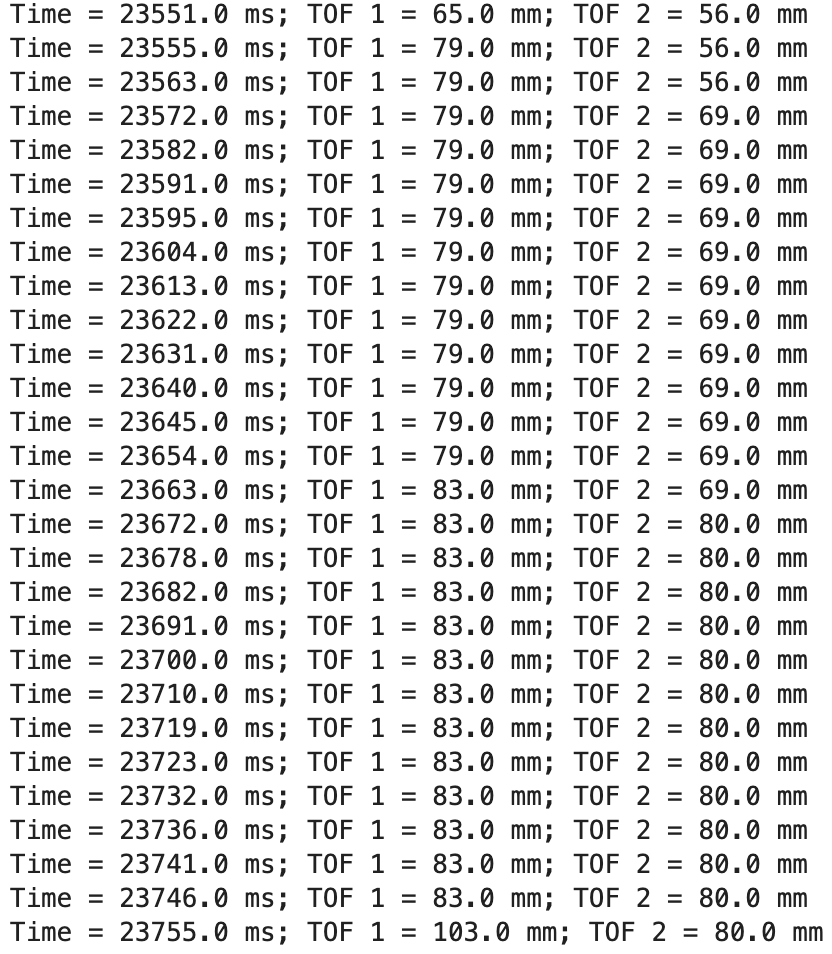 Time = 23551.0 ms; TOF 1 = 65.0 mm; TOF 2 = 56.0 mm
Time = 23555.0 ms; TOF 1 = 79.0 mm; TOF 2 = 56.0 mm
Time = 23563.0 ms; TOF 1 = 79.0 mm; TOF 2 = 56.0 mm
Time = 23572.0 ms; TOF 1 = 79.0 mm; TOF 2 = 69.0 mm
Time = 23582.0 ms; TOF 1 = 79.0 mm; TOF 2 = 69.0 mm
Time = 23591.0 ms; TOF 1 = 79.0 mm; TOF 2 = 69.0 mm
Time = 23595.0 ms; TOF 1 = 79.0 mm; TOF 2 = 69.0 mm
Time = 23604.0 ms; TOF 1 = 79.0 mm; TOF 2 = 69.0 mm
Time = 23613.0 ms; TOF 1 = 79.0 mm; TOF 2 = 69.0 mm
Time = 23622.0 ms; TOF 1 = 79.0 mm; TOF 2 = 69.0 mm
Time = 23631.0 ms; TOF 1 = 79.0 mm; TOF 2 = 69.0 mm
Time = 23640.0 ms; TOF 1 = 79.0 mm; TOF 2 = 69.0 mm
Time = 23645.0 ms; TOF 1 = 79.0 mm; TOF 2 = 69.0 mm
Time = 23654.0 ms; TOF 1 = 79.0 mm; TOF 2 = 69.0 mm
Time = 23663.0 ms; TOF 1 = 83.0 mm; TOF 2 = 69.0 mm
Time = 23672.0 ms; TOF 1 = 83.0 mm; TOF 2 = 80.0 mm
Time = 23678.0 ms; TOF 1 = 83.0 mm; TOF 2 = 80.0 mm
Time = 23682.0 ms; TOF 1 = 83.0 mm; TOF 2 = 80.0 mm
Time = 23691.0 ms; TOF 1 = 83.0 mm; TOF 2 = 80.0 mm
Time = 23700.0 ms; TOF 1 = 83.0 mm; TOF 2 = 80.0 mm
Time = 23710.0 ms; TOF 1 = 83.0 mm; TOF 2 = 80.0 mm
Time = 23719.0 ms; TOF 1 = 83.0 mm; TOF 2 = 80.0 mm
Time = 23723.0 ms; TOF 1 = 83.0 mm; TOF 2 = 80.0 mm
Time = 23732.0 ms; TOF 1 = 83.0 mm; TOF 2 = 80.0 mm
Time = 23736.0 ms; TOF 1 = 83.0 mm; TOF 2 = 80.0 mm
Time = 23741.0 ms; TOF 1 = 83.0 mm; TOF 2 = 80.0 mm
Time = 23746.0 ms; TOF 1 = 83.0 mm; TOF 2 = 80.0 mm
Time = 23755.0 ms; TOF 1 = 103.0 mm; TOF 2 = 80.0 mm